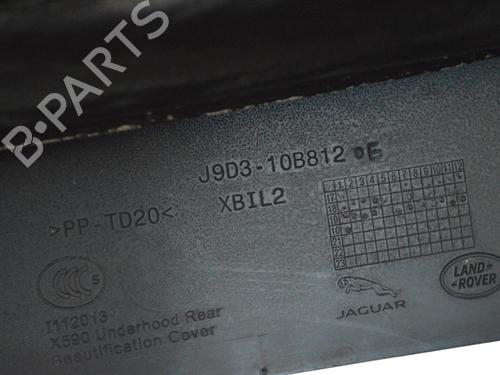 B-PARTS
J9D3-10B812 E
XBIL2
>PP-TD20<
S
I112013
X590 Underhood Rear
Beautification Cover
JAGUAR
LAND
ROVER